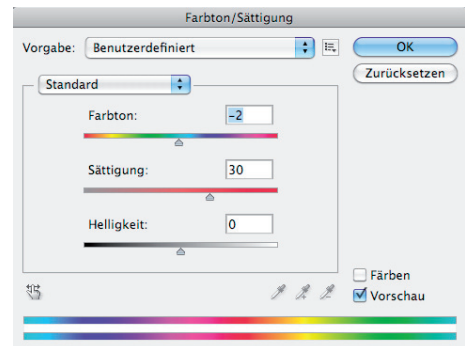 Farbton/Sättigung
Vorgabe: Benutzerdefiniert
OK
Zurücksetzen
Standard
Farbton: -2
Sättigung: 30
Helligkeit: 0
Färben
Vorschau